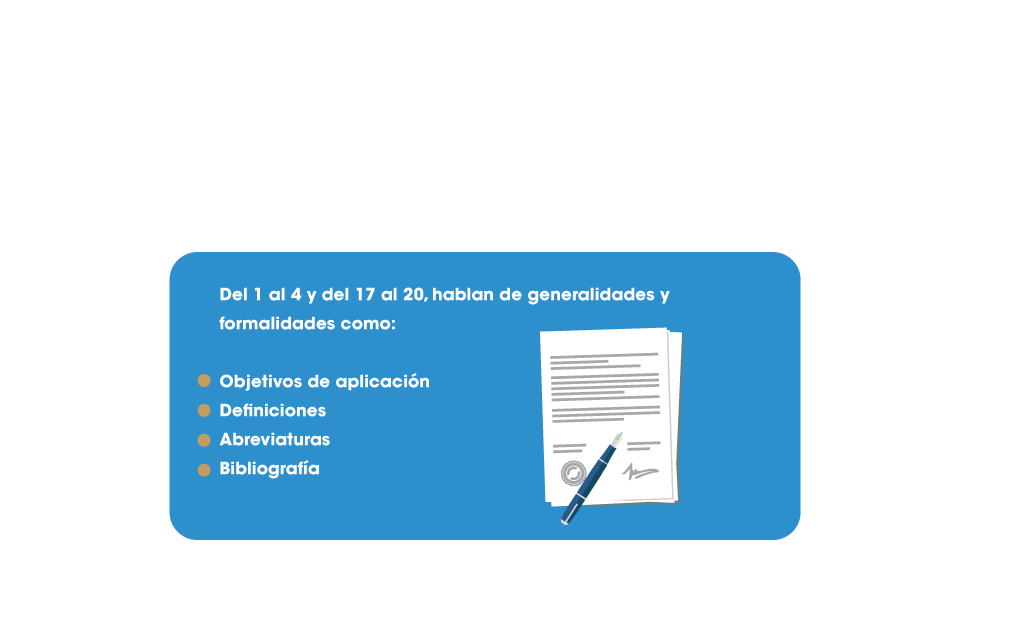 Del 1 al 4 y del 17 al 20, hablan de generalidades y
formalidades como:
Objetivos de aplicación
Definiciones
Abreviaturas
Bibliografía